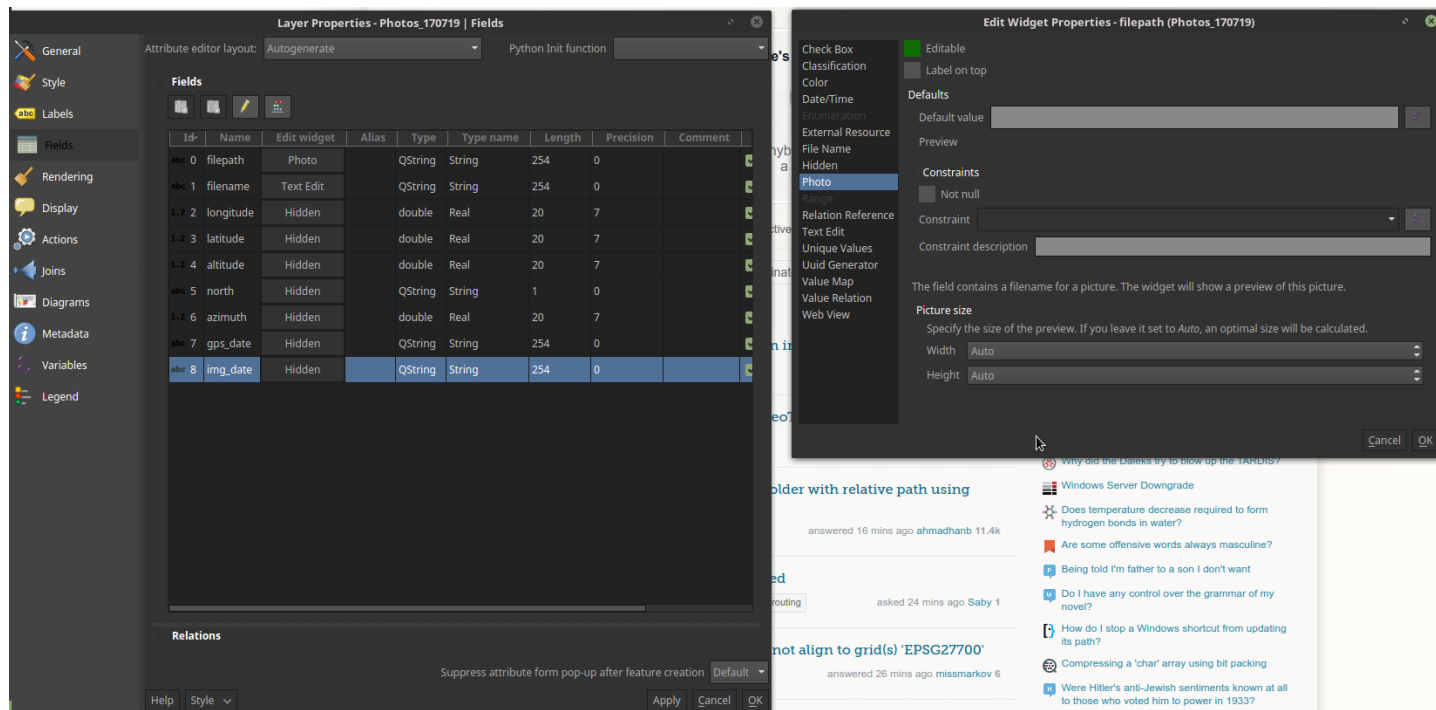 Layer Properties - Photos_170719 | Fields
General
Style
Labels
Fields
Rendering
Display
Actions
Joins
Diagrams
Metadata
Variables
Legend
Attribute editor layout: Autogenerate Python Init function
Fields
Id Name Edit widget Alias Type Type name Length Precision Comment
abc 0 filepath Photo QString String 254 0
abc 1 filename Text Edit QString String 254 0
1.2 2 longitude Hidden double Real 20 7
1.2 3 latitude Hidden double Real 20 7
1.2 4 altitude Hidden double Real 20 7
abc 5 north Hidden QString String 1 0
1.2 6 azimuth Hidden double Real 20 7
abc 7 gps_date Hidden QString String 254 0
abc 8 img_date Hidden QString String 254 0
Relations
Suppress attribute form pop-up after feature creation Default
Help Style Apply Cancel OK
Edit Widget Properties - filepath (Photos_170719)
Check Box
Classification
Color
Date/Time
Enumeration
External Resource
File Name
Hidden
Photo
Range
Relation Reference
Text Edit
Unique Values
Uuid Generator
Value Map
Value Relation
Web View
Editable
Label on top
Defaults
Default value
Preview
Constraints
Not null
Constraint
Constraint description
The field contains a filename for a picture. The widget will show a preview of this picture.
Picture size
Specify the size of the preview. If you leave it set to Auto, an optimal size will be calculated.
Width Auto
Height Auto
Cancel OK
older with relative path using
answered 16 mins ago ahmadhanb 11.4k
ed
routing asked 24 mins ago Saby 1
not align to grid(s) 'EPSG27700'
answered 26 mins ago missmarkov 6
Why did the Daleks try to blow up the TARDIS?
Windows Server Downgrade
Does temperature decrease required to form
hydrogen bonds in water?
Are some offensive words always masculine?
Being told I'm father to a son I don't want
Do I have any control over the grammar of my
novel?
How do I stop a Windows shortcut from updating
its path?
Compressing a 'char' array using bit packing
Were Hitler's anti-Jewish sentiments known at all
to those who voted him to power in 1933?